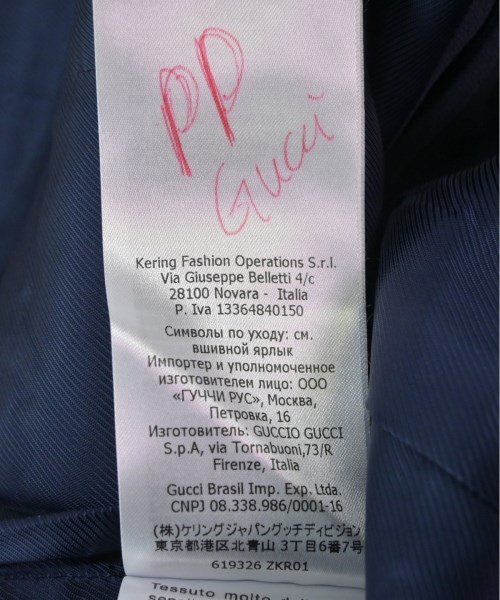 PP
Gucci
Kering Fashion Operations S.r.l.
Via Giuseppe Belletti 4/c
28100 Novara - Italia
P. Iva 13364840150
Символы по уходу: см.
вшивной ярлык
Импортер и уполномоченное
изготовителем лицо: ООО
«ГУЧЧИ РУС», Москва,
Петровка, 16
Изготовитель: GUCCIO GUCCI
S.p.A, via Tornabuoni,73/R
Firenze, Italia
Gucci Brasil Imp. Exp. Ltda.
CNPJ 08.338.986/0001-16
(株)ケリングジャパングッチディビジョン
東京都港区北青山 3丁目6番7号
619326 ZKR01
Tessuto molto